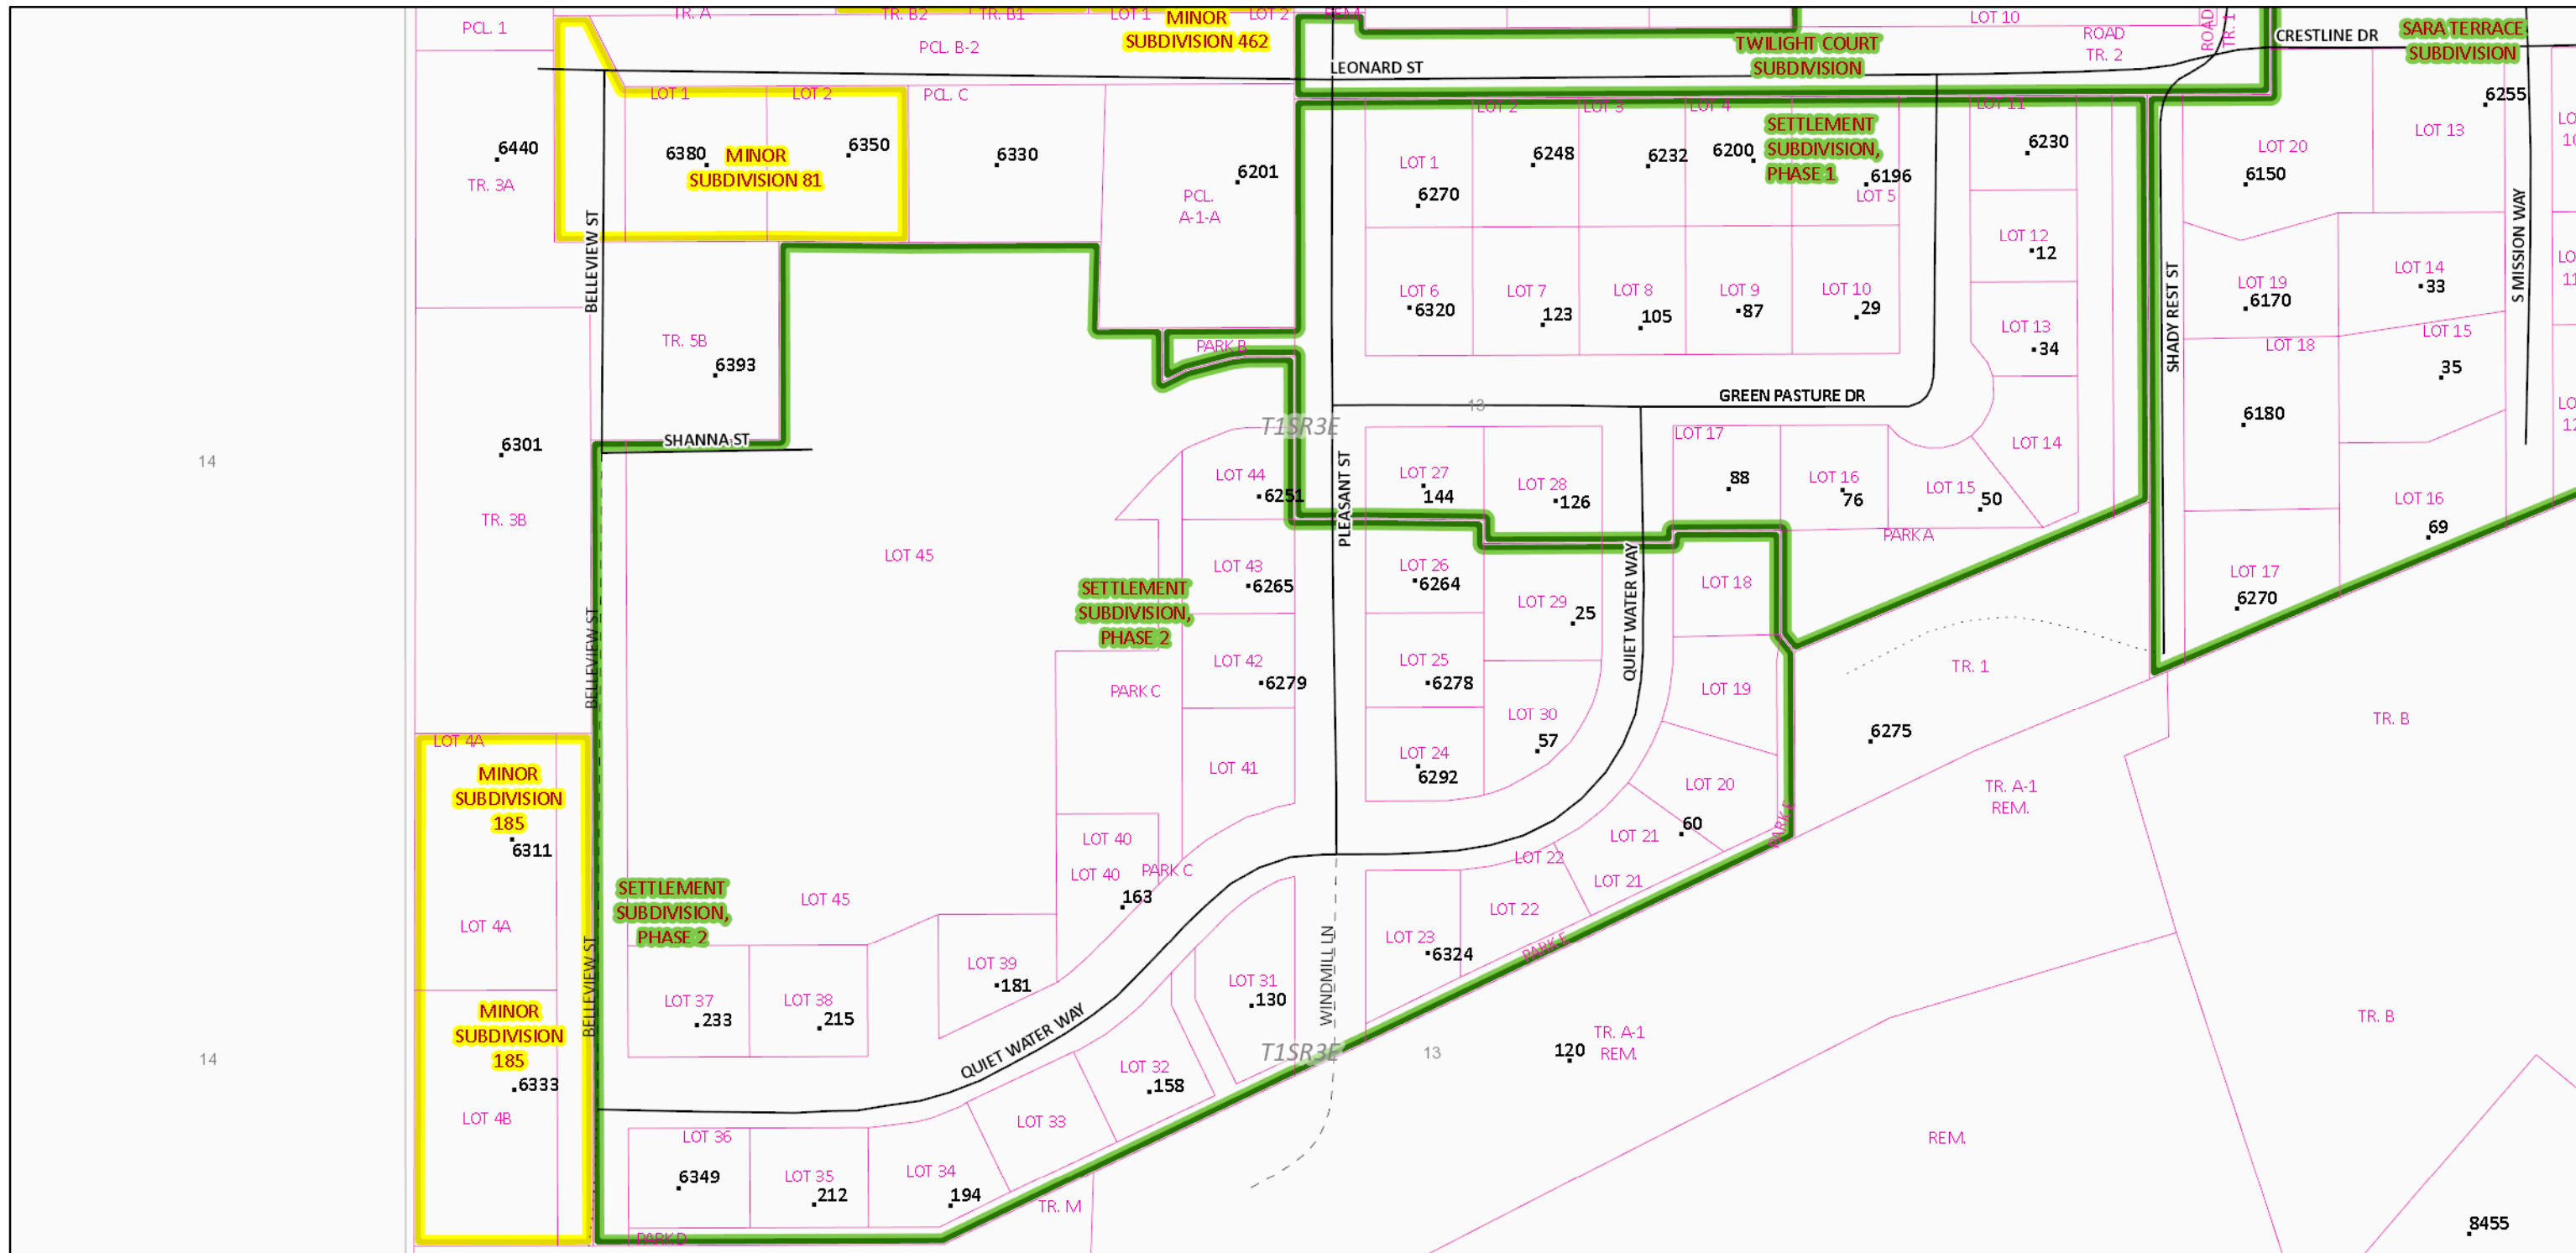 PCL. 1
TR. A
TR. B2
TR. B1
LOT 1
MINOR
SUBDIVISION 462
LOT 2
REM.
LOT 10
ROAD
TR. 2
ROAD
TR. 1
CRESTLINE DR
SARA TERRACE
SUBDIVISION
PCL. B-2
LEONARD ST
TWILIGHT COURT
SUBDIVISION
LOT 1
LOT 2
PCL. C
6440
TR. 3A
6380
MINOR
SUBDIVISION 81
6350
6330
6201
PCL.
A-1-A
BELLEVIEW ST
LOT 1
6270
LOT 2
6248
LOT 3
6232
LOT 4
6200
SETTLEMENT
SUBDIVISION,
PHASE 1
6196
LOT 5
LOT 11
6230
LOT 12
12
LOT 13
34
LOT 20
6150
LOT 13
6255
LOT 19
6170
LOT 14
33
LOT 15
35
LOT 18
6180
S MISSION WAY
SHADY REST ST
LOT 6
6320
LOT 7
123
LOT 8
105
LOT 9
87
LOT 10
29
PARK B
TR. 5B
6393
GREEN PASTURE DR
13
T1SR3E
SHANNA ST
6301
14
TR. 3B
LOT 45
LOT 44
6251
PLEASANT ST
LOT 27
144
LOT 28
126
LOT 17
88
LOT 16
76
LOT 15
50
LOT 14
PARK A
LOT 16
69
LOT 17
6270
SETTLEMENT
SUBDIVISION,
PHASE 2
LOT 43
6265
LOT 26
6264
LOT 29
25
QUIET WATER WAY
LOT 18
BELLEVIEW ST
PARK C
LOT 42
6279
LOT 25
6278
LOT 30
57
LOT 19
TR. 1
6275
TR. B
LOT 4A
MINOR
SUBDIVISION
185
6311
LOT 4A
LOT 41
LOT 24
6292
LOT 20
60
PARK E
TR. A-1
REM.
LOT 40
LOT 40
PARK C
163
LOT 22
LOT 21
LOT 21
SETTLEMENT
SUBDIVISION,
PHASE 2
LOT 45
LOT 22
LOT 23
6324
PARK E
BELLEVIEW ST
LOT 37
233
LOT 38
215
LOT 39
181
LOT 31
130
WINDMILL LN
MINOR
SUBDIVISION
185
6333
LOT 4B
14
QUIET WATER WAY
T1SR3E
13
120
TR. A-1
REM.
TR. B
LOT 32
158
LOT 33
REM.
LOT 36
6349
LOT 35
212
LOT 34
194
TR. M
PARK D
8455